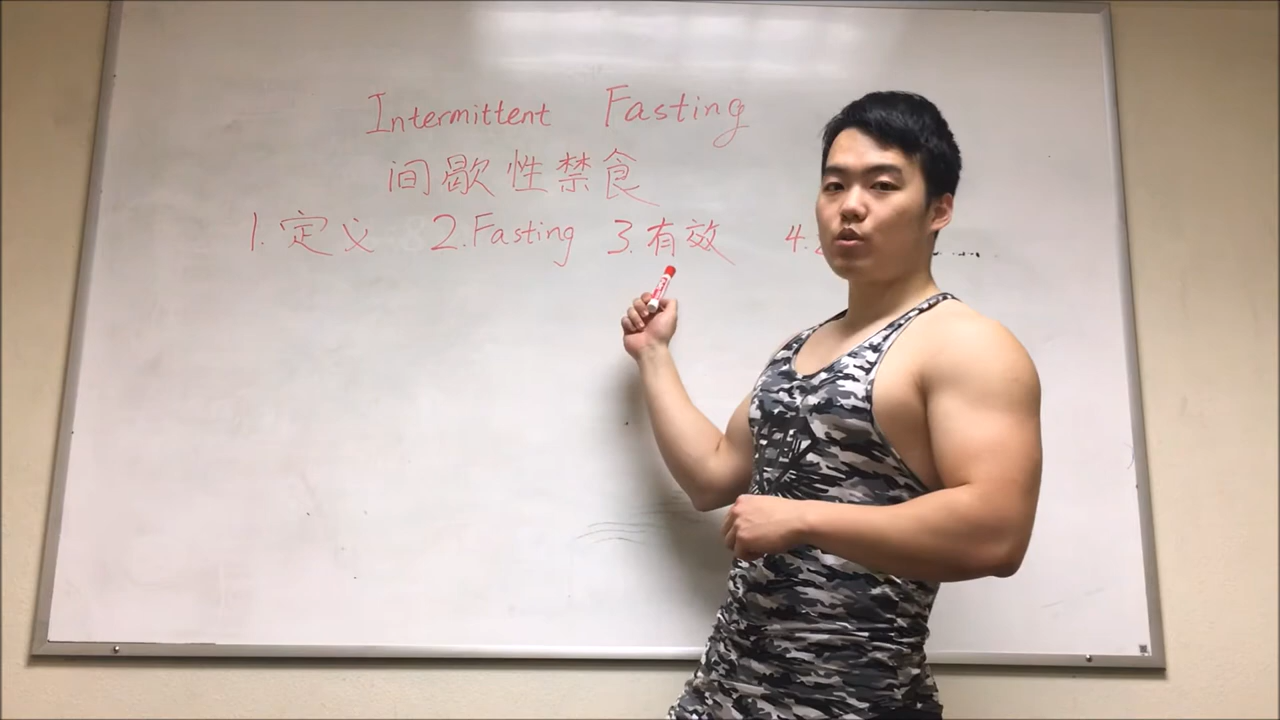 Intermittent Fasting
间歇性禁食
1. 定义 2. Fasting 3. 有效 4.